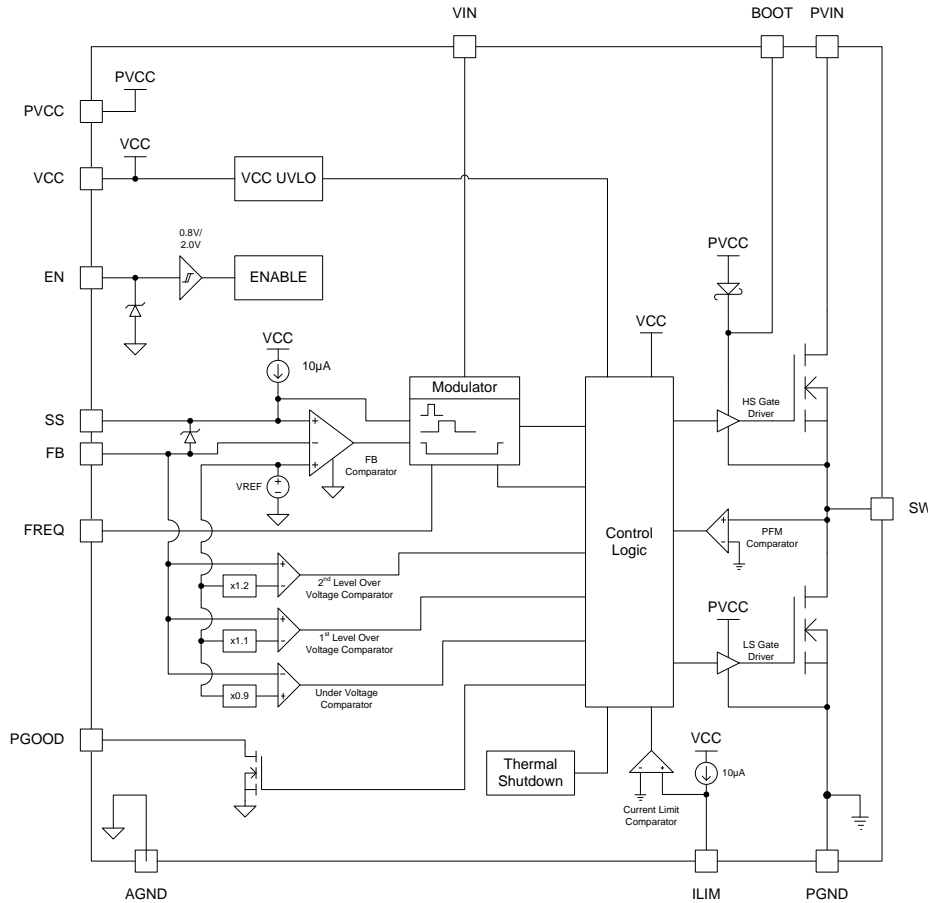 VIN
BOOT
PVIN
PVCC
PVCC
VCC
VCC
VCC UVLO
0.8V/
2.0V
EN
ENABLE
PVCC
VCC
VCC
10µA
Modulator
SS
HS Gate
Driver
FB
FB
Comparator
VREF
FREQ
SW
Control
Logic
PFM
Comparator
x1.2
2nd Level Over
Voltage Comparator
PVCC
x1.1
1st Level Over
Voltage Comparator
LS Gate
Driver
x0.9
Under Voltage
Comparator
PGOOD
VCC
Thermal
Shutdown
10µA
Current Limit
Comparator
AGND
ILIM
PGND